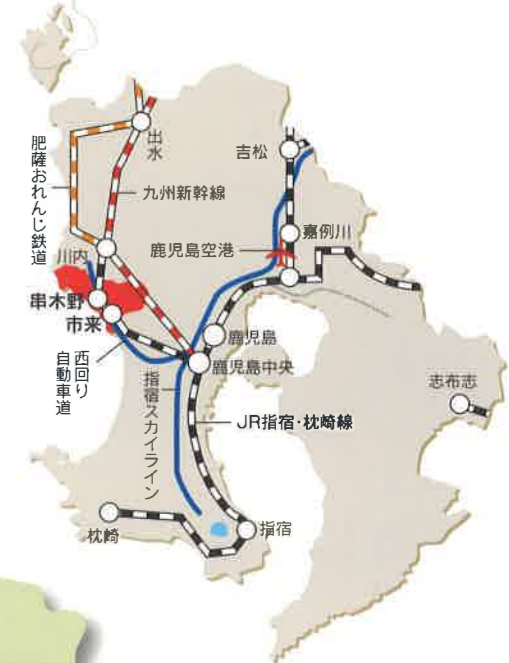 出水
肥薩おれんじ鉄道
吉松
九州新幹線
嘉例川
鹿児島空港
川内
串木野
市来
鹿児島
鹿児島中央
西回り
自動車道
指宿スカイライン
志布志
JR指宿・枕崎線
枕崎
指宿